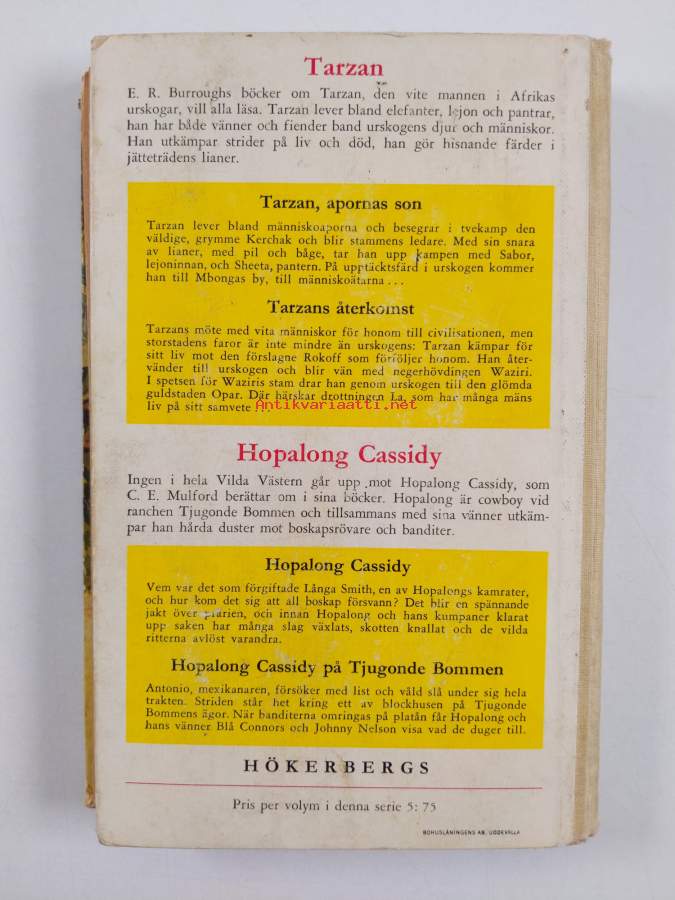 Tarzan
E. R. Burroughs böcker om Tarzan, den vite mannen i Afrikas
urskogar, vill alla läsa. Tarzan lever bland elefanter, lejon och pantrar,
han har både vänner och fiender band urskogens djur och människor.
Han utkämpar strider på liv och död, han gör hisnande färder i
jätteträdens lianer.
Tarzan, apornas son
Tarzan lever bland människoaporna och besegrar i tvekamp den
väldige, grymme Kerchak och blir stammens ledare. Med sin snara
av lianer, med pil och båge, tar han upp kampen med Sabor,
lejoninnan, och Sheeta, pantern. På upptäcktsfärd i urskogen kommer
han till Mbongas by, till människoätarna ...
Tarzans återkomst
Tarzans möte med vita människor för honom till civilisationen, men
storstadens faror är inte mindre än urskogens: Tarzan kämpar för
sitt liv mot den förslagne Rokoff som förföljer honom. Han åter-
vänder till urskogen och blir vän med negerhövdingen Waziri.
I spetsen för Waziris stam drar han genom urskogen till den glömda
guldstaden Opar. Där härskar drottningen La, som har många mäns
liv på sitt samvete ...
Antikvariaatti.net
Hopalong Cassidy
Ingen i hela Vilda Västern går upp mot Hopalong Cassidy, som
C. E. Mulford berättar om i sina böcker. Hopalong är cowboy vid
ranchen Tjugonde Bommen och tillsammans med sina vänner utkäm-
par han hårda duster mot boskapsrövare och banditer.
Hopalong Cassidy
Vem var det som förgiftade Långa Smith, en av Hopalongs kamrater,
och hur kom det sig att all boskap försvann? Det blir en spännande
jakt över prärien, och innan Hopalong och hans kumpaner klarat
upp saken har många slag växlats, skotten knallat och de vilda
ritterna avlöst varandra.
Hopalong Cassidy på Tjugonde Bommen
Antonio, mexikanaren, försöker med list och våld slå under sig hela
trakten. Striden står het kring ett av blockhusen på Tjugonde
Bommens ägor. När banditerna omringas på platån får Hopalong och
hans vänner Blå Connors och Johnny Nelson visa vad de duger till.
HÖKERBERGS
Pris per volym i denna serie 5: 75
BOHUSLÄNINGENS AB, UDDEVALLA